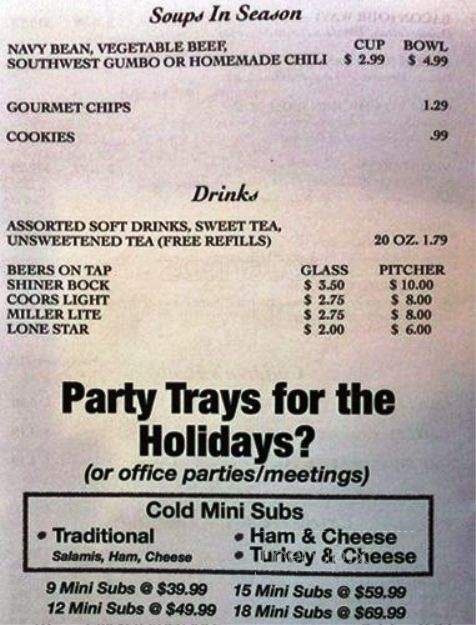 Soups In Season
NAVY BEAN, VEGETABLE BEEF, CUP BOWL
SOUTHWEST GUMBO OR HOMEMADE CHILI $ 2.99 $ 4.99
GOURMET CHIPS 1.29
COOKIES .99
Drinks
ASSORTED SOFT DRINKS, SWEET TEA,
UNSWEETENED TEA (FREE REFILLS) 20 OZ. 1.79
BEERS ON TAP GLASS PITCHER
SHINER BOCK $ 3.50 $ 10.00
COORS LIGHT $ 2.75 $ 8.00
MILLER LITE $ 2.75 $ 8.00
LONE STAR $ 2.00 $ 6.00
Party Trays for the
Holidays?
(or office parties/meetings)
Cold Mini Subs
• Traditional • Ham & Cheese
Salamis, Ham, Cheese • Turkey & Cheese
9 Mini Subs @ $39.99 15 Mini Subs @ $59.99
12 Mini Subs @ $49.99 18 Mini Subs @ $69.99